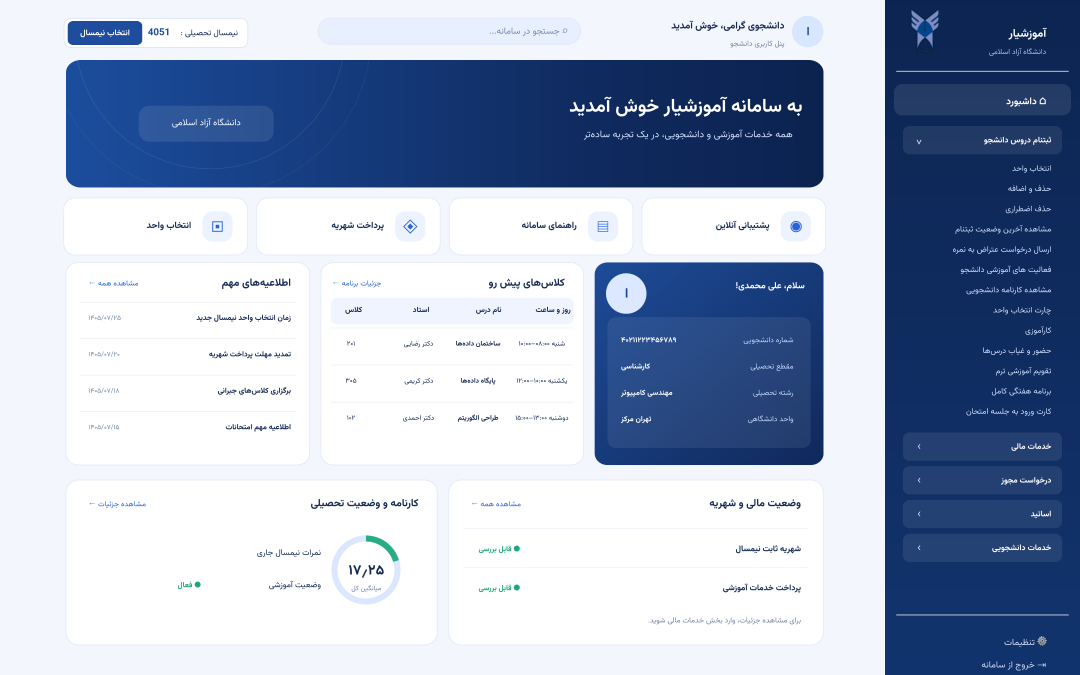 آموزشیار
دانشگاه آزاد اسلامی
داشبورد
ثبتنام دروس دانشجو
انتخاب واحد
حذف و اضافه
حذف اضطراری
مشاهده آخرین وضعیت ثبتنام
ارسال درخواست عتراض به نمره
فعالیت های آموزشی دانشجو
مشاهده کارنامه دانشجویی
چارت انتخاب واحد
کارآموزی
حضور و غیاب درس‌ها
تقویم آموزشی ترم
برنامه هفتگی کامل
کارت ورود به جلسه امتحان
خدمات مالی
درخواست مجوز
اساتید
خدمات دانشجویی
تنظیمات
خروج از سامانه
ا
دانشجوی گرامی، خوش آمدید
پنل کاربری دانشجو
جستجو در سامانه...
نیمسال تحصیلی : 4051 انتخاب نیمسال
به سامانه آموزشیار خوش آمدید
همه خدمات آموزشی و دانشجویی، در یک تجربه ساده‌تر
دانشگاه آزاد اسلامی
پشتیبانی آنلاین
راهنمای سامانه
پرداخت شهریه
انتخاب واحد
سلام، علی محمدی!
ا
شماره دانشجویی ۴۰۲۱۱۲۲۳۴۵۶۷۸۹
مقطع تحصیلی کارشناسی
رشته تحصیلی مهندسی کامپیوتر
واحد دانشگاهی تهران مرکز
کلاس‌های پیش رو جزئیات برنامه ←
روز و ساعت نام درس استاد کلاس
شنبه ۰۸:۰۰–۱۰:۰۰ ساختمان داده‌ها دکتر رضایی ۲۰۱
یکشنبه ۱۰:۰۰–۱۲:۰۰ پایگاه داده‌ها دکتر کریمی ۳۰۵
دوشنبه ۱۳:۰۰–۱۵:۰۰ طراحی الگوریتم دکتر احمدی ۱۰۲
اطلاعیه‌های مهم مشاهده همه ←
زمان انتخاب واحد نیمسال جدید ۱۴۰۵/۰۷/۲۵
تمدید مهلت پرداخت شهریه ۱۴۰۵/۰۷/۲۰
برگزاری کلاس‌های جبرانی ۱۴۰۵/۰۷/۱۸
اطلاعیه مهم امتحانات ۱۴۰۵/۰۷/۱۵
وضعیت مالی و شهریه مشاهده همه ←
شهریه ثابت نیمسال ● قابل بررسی
پرداخت خدمات آموزشی ● قابل بررسی
برای مشاهده جزئیات، وارد بخش خدمات مالی شوید.
کارنامه و وضعیت تحصیلی مشاهده جزئیات ←
۱۷٫۲۵
میانگین کل
نمرات نیمسال جاری
وضعیت آموزشی ● فعال